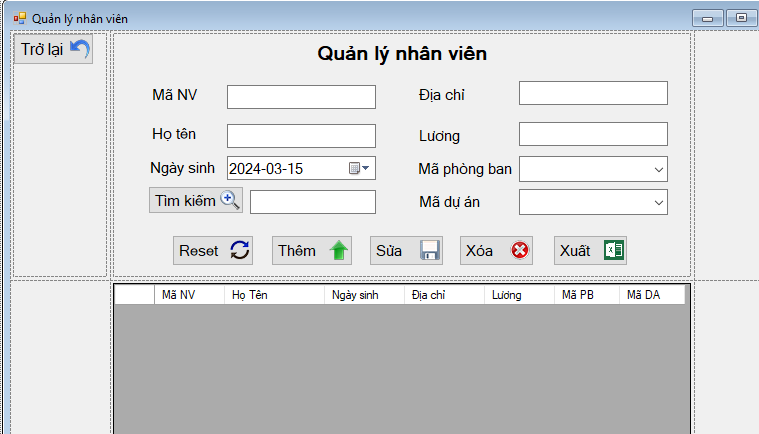 Quản lý nhân viên
Trở lại
Quản lý nhân viên
Mã NV
Địa chỉ
Họ tên
Lương
Ngày sinh 2024-03-15
Mã phòng ban
Tìm kiếm
Mã dự án
Reset Thêm Sửa Xóa Xuất
Mã NV Họ Tên Ngày sinh Địa chỉ Lương Mã PB Mã DA